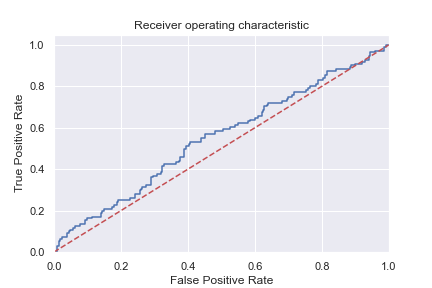 Receiver operating characteristic
1.0
0.8
0.6
0.4
0.2
0.0
True Positive Rate
0.0 0.2 0.4 0.6 0.8 1.0
False Positive Rate